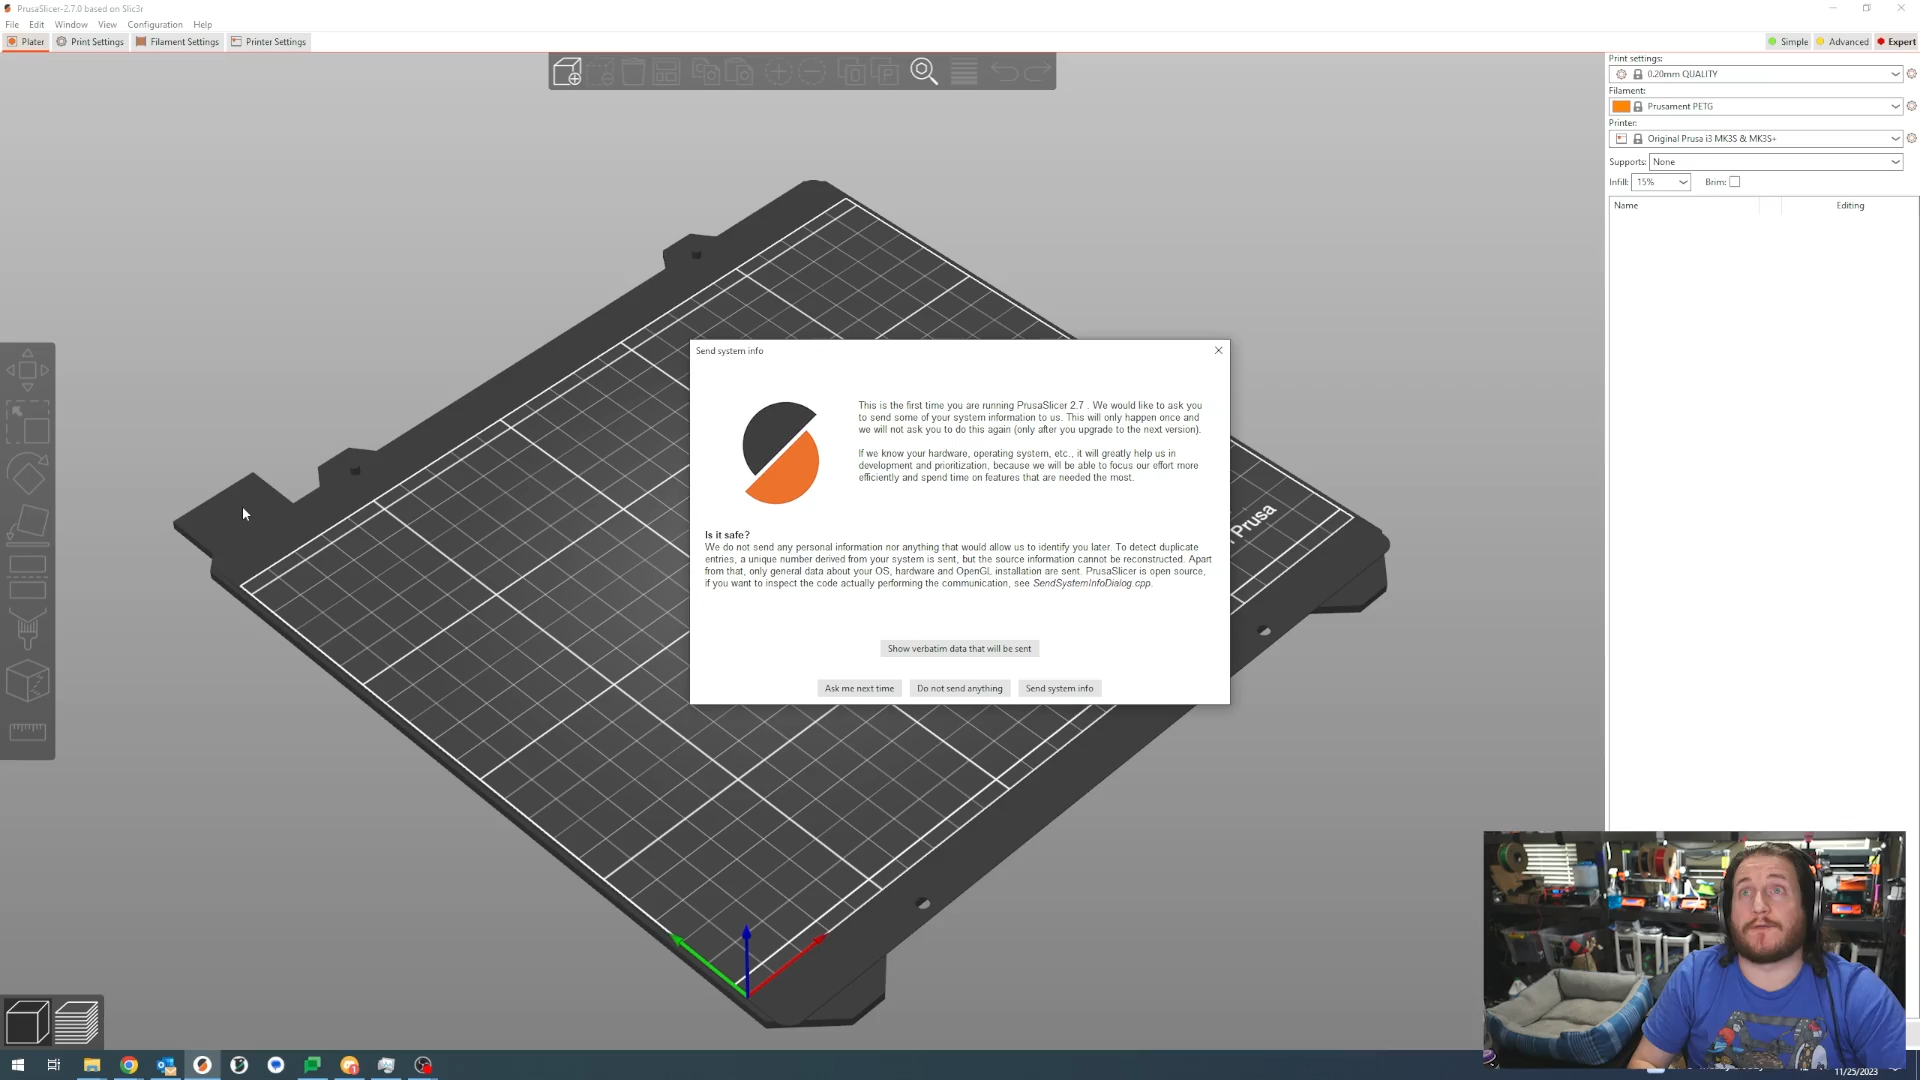 PrusaSlicer-2.7.0 based on Slic3r
File Edit Window View Configuration Help
Plater Print Settings Filament Settings Printer Settings
Simple Advanced Expert
Print settings:
0.20mm QUALITY
Filament:
Prusament PETG
Printer:
Original Prusa i3 MK3S & MK3S+
Supports: None
Infill: 15% Brim:
Name Editing
Send system info
This is the first time you are running PrusaSlicer 2.7 . We would like to ask you
to send some of your system information to us. This will only happen once and
we will not ask you to do this again (only after you upgrade to the next version).
If we know your hardware, operating system, etc., it will greatly help us in
development and prioritization, because we will be able to focus our effort more
efficiently and spend time on features that are needed the most.
Is it safe?
We do not send any personal information nor anything that would allow us to identify you later. To detect duplicate
entries, a unique number derived from your system is sent, but the source information cannot be reconstructed. Apart
from that, only general data about your OS, hardware and OpenGL installation are sent. PrusaSlicer is open source,
if you want to inspect the code actually performing the communication, see SendSystemInfoDialog.cpp.
Show verbatim data that will be sent
Ask me next time Do not send anything Send system info
Prusa
11/25/2023